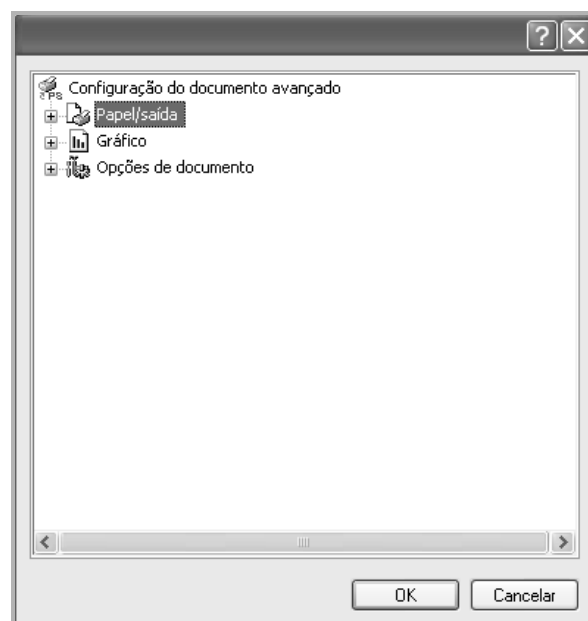 Configuração do documento avançado
Papel/saída
Gráfico
Opções de documento
OK
Cancelar